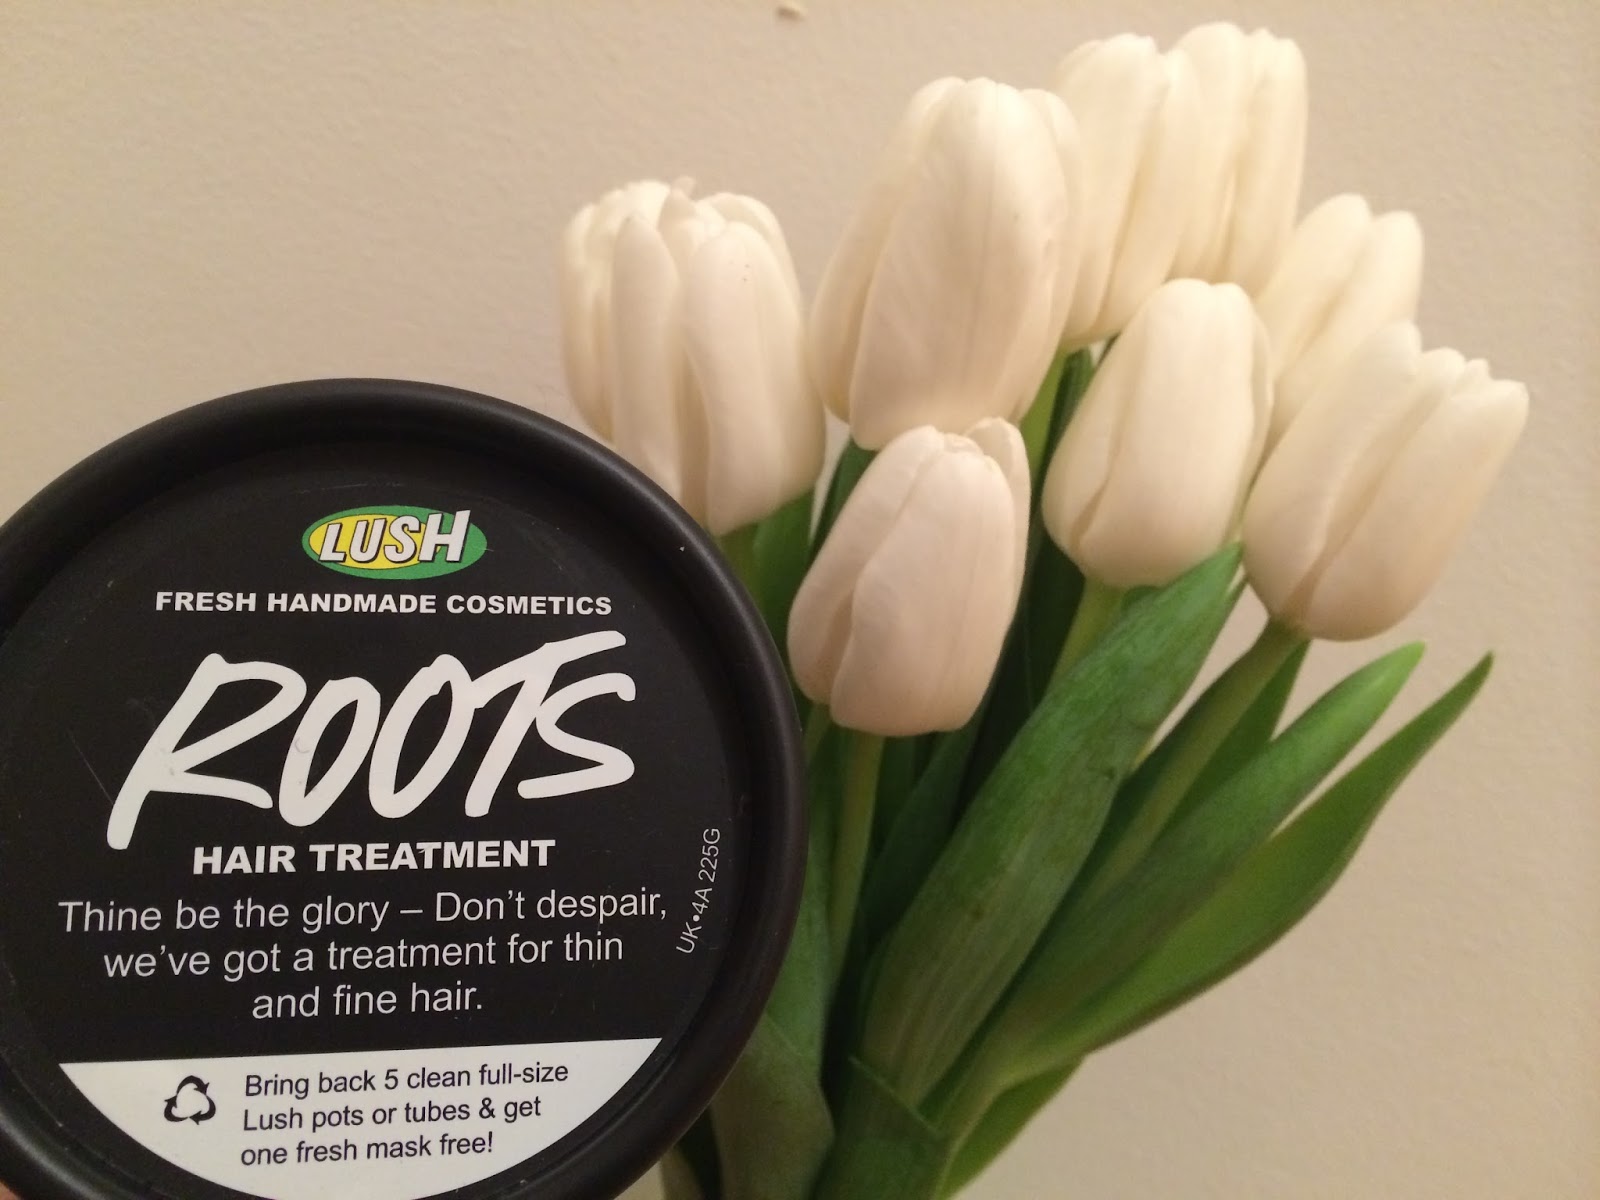 LUSH
FRESH HANDMADE COSMETICS
ROOTS
HAIR TREATMENT
Thine be the glory – Don't despair,
we've got a treatment for thin
and fine hair.
UK•4A 225G
Bring back 5 clean full-size
Lush pots or tubes & get
one fresh mask free!